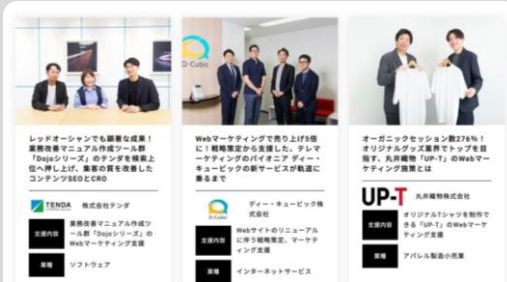 D-Cubic
レッドオーシャンでも顕著な成果！
業務改善マニュアル作成ツール群
「Dojoシリーズ」のテンダを検索上
位へ押し上げ、集客の質を改善した
コンテンツSEOとCRO
TENDA 株式会社テンダ
支援内容
業務改善マニュアル作成ツ
ール群「Dojoシリーズ」の
Webマーケティング支援
業種
ソフトウェア
Webマーケティングで売り上げ5倍
に！戦略策定から支援した、テレマ
ーケティングのパイオニア ディー・
キュービックの新サービスが軌道に
乗るまで
D-Cubic
ディー・キュービック株
式会社
支援内容
Webサイトのリニューアル
に伴う戦略策定、マーケテ
ィング支援
業種
インターネットサービス
オーガニックセッション数276%！
オリジナルグッズ業界でトップを目
指す、丸井織物「UP-T」のWebマー
ケティング施策とは
UP-T 丸井織物株式会社
支援内容
オリジナルTシャツを制作で
きる「UP-T」のWebマーケ
ティング支援
業種
アパレル製造小売業